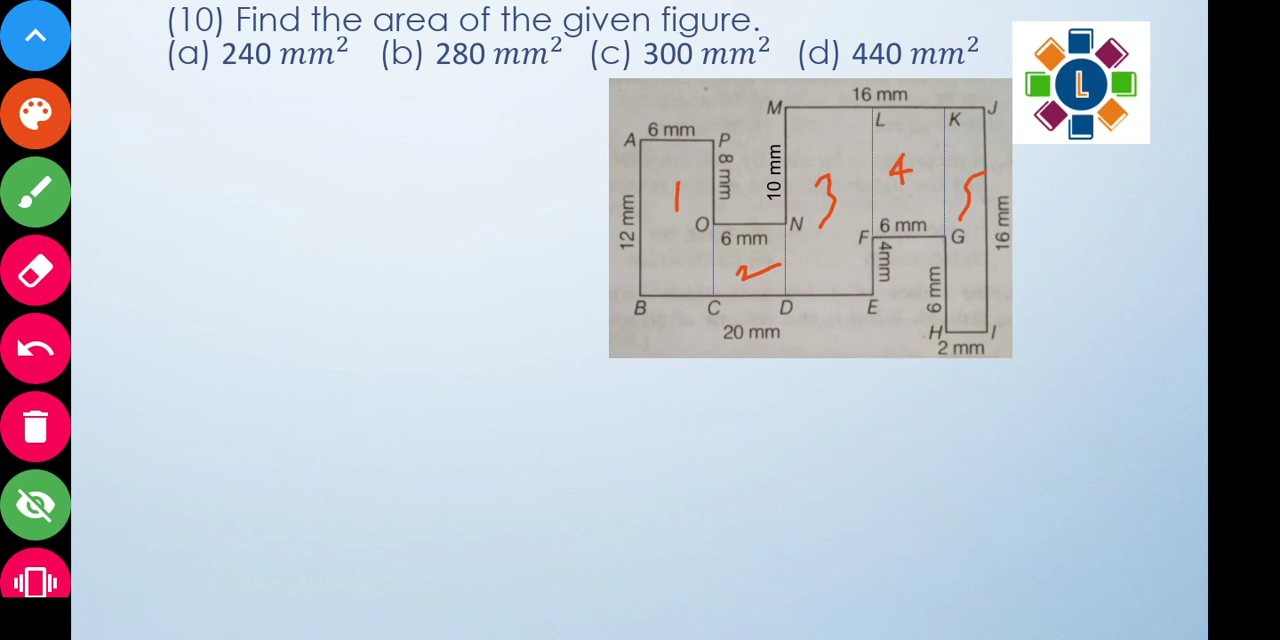 (10) Find the area of the given figure.
(a) 240 mm² (b) 280 mm² (c) 300 mm² (d) 440 mm²
L
16 mm
M
L
K
J
A
6 mm
P
8 mm
10 mm
12 mm
1
3
4
5
16 mm
O
N
6 mm
F
6 mm
G
4mm
2
6 mm
B
C
D
E
20 mm
H
I
2 mm